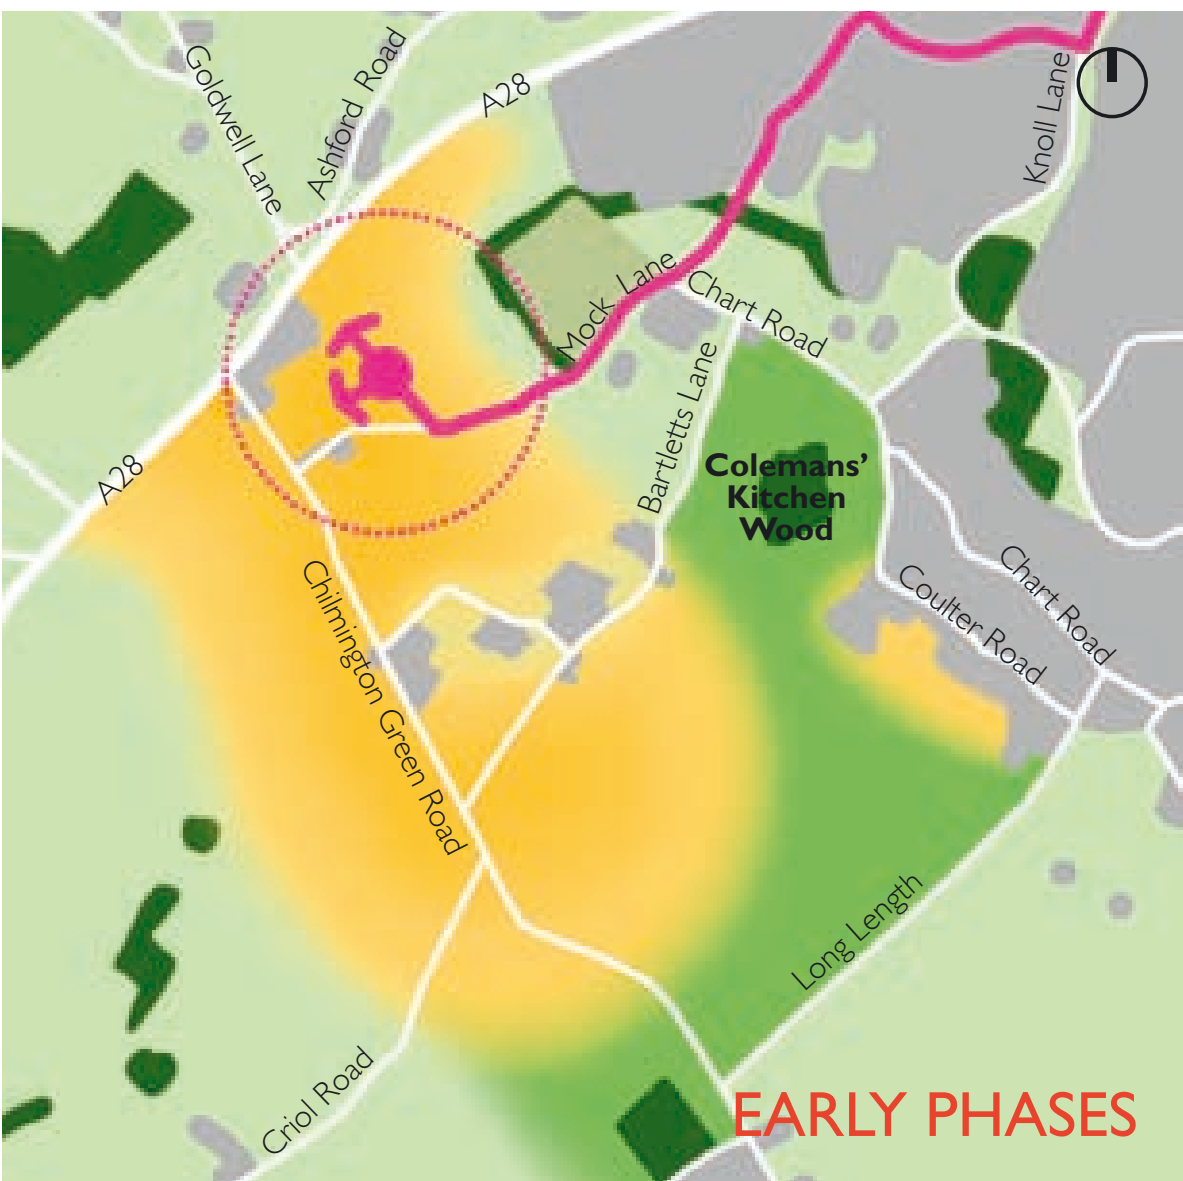 Goldwell Lane
Ashford Road
A28
Knoll Lane
Mock Lane
Chart Road
Bartletts Lane
A28
Colemans'
Kitchen
Wood
Chilmington Green Road
Coulter Road
Chart Road
Long Length
Criol Road
EARLY PHASES